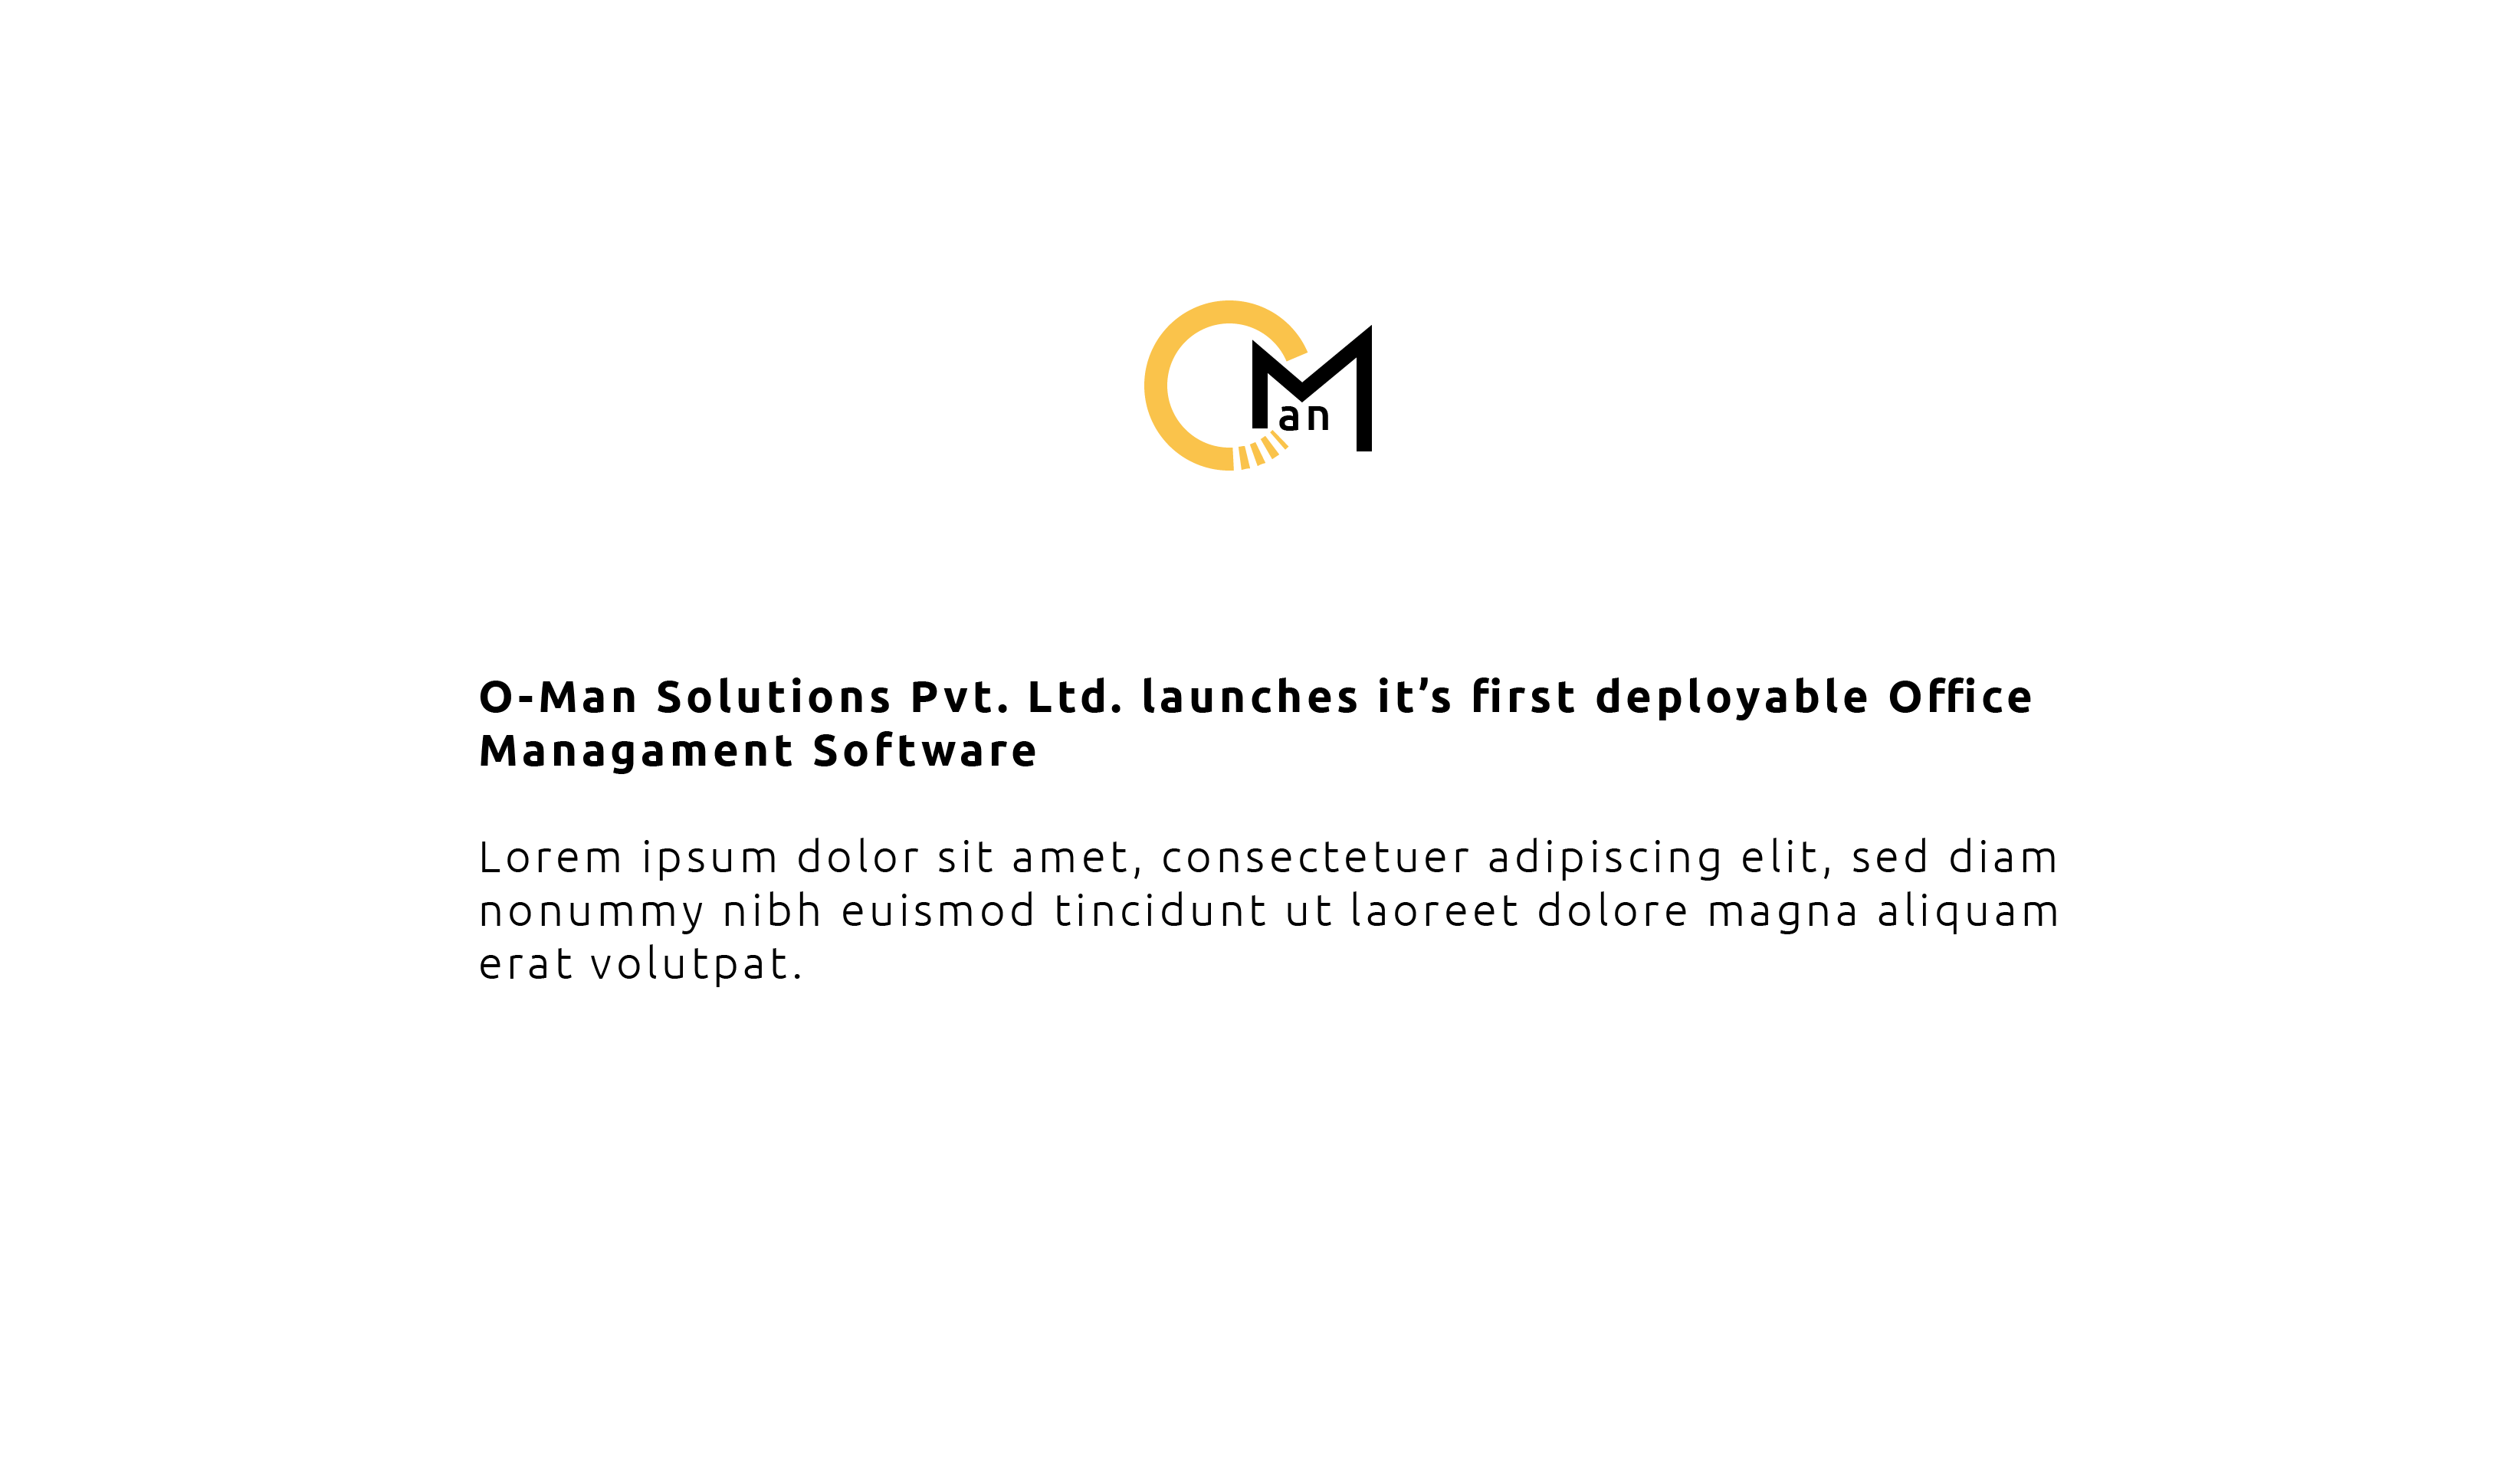 Man
O-Man Solutions Pvt. Ltd. launches it’s first deployable Office
Managament Software
Lorem ipsum dolor sit amet, consectetuer adipiscing elit, sed diam
nonummy nibh euismod tincidunt ut laoreet dolore magna aliquam
erat volutpat.